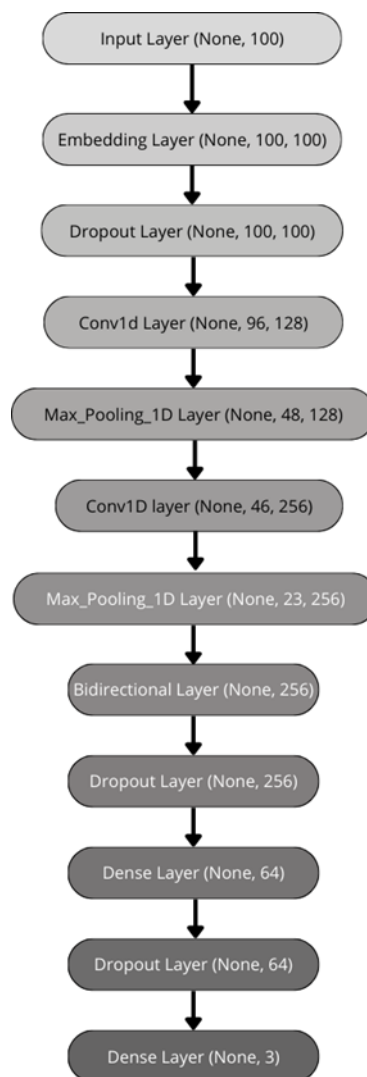 Input Layer (None, 100)
Embedding Layer (None, 100, 100)
Dropout Layer (None, 100, 100)
Conv1d Layer (None, 96, 128)
Max_Pooling_1D Layer (None, 48, 128)
Conv1D layer (None, 46, 256)
Max_Pooling_1D Layer (None, 23, 256)
Bidirectional Layer (None, 256)
Dropout Layer (None, 256)
Dense Layer (None, 64)
Dropout Layer (None, 64)
Dense Layer (None, 3)